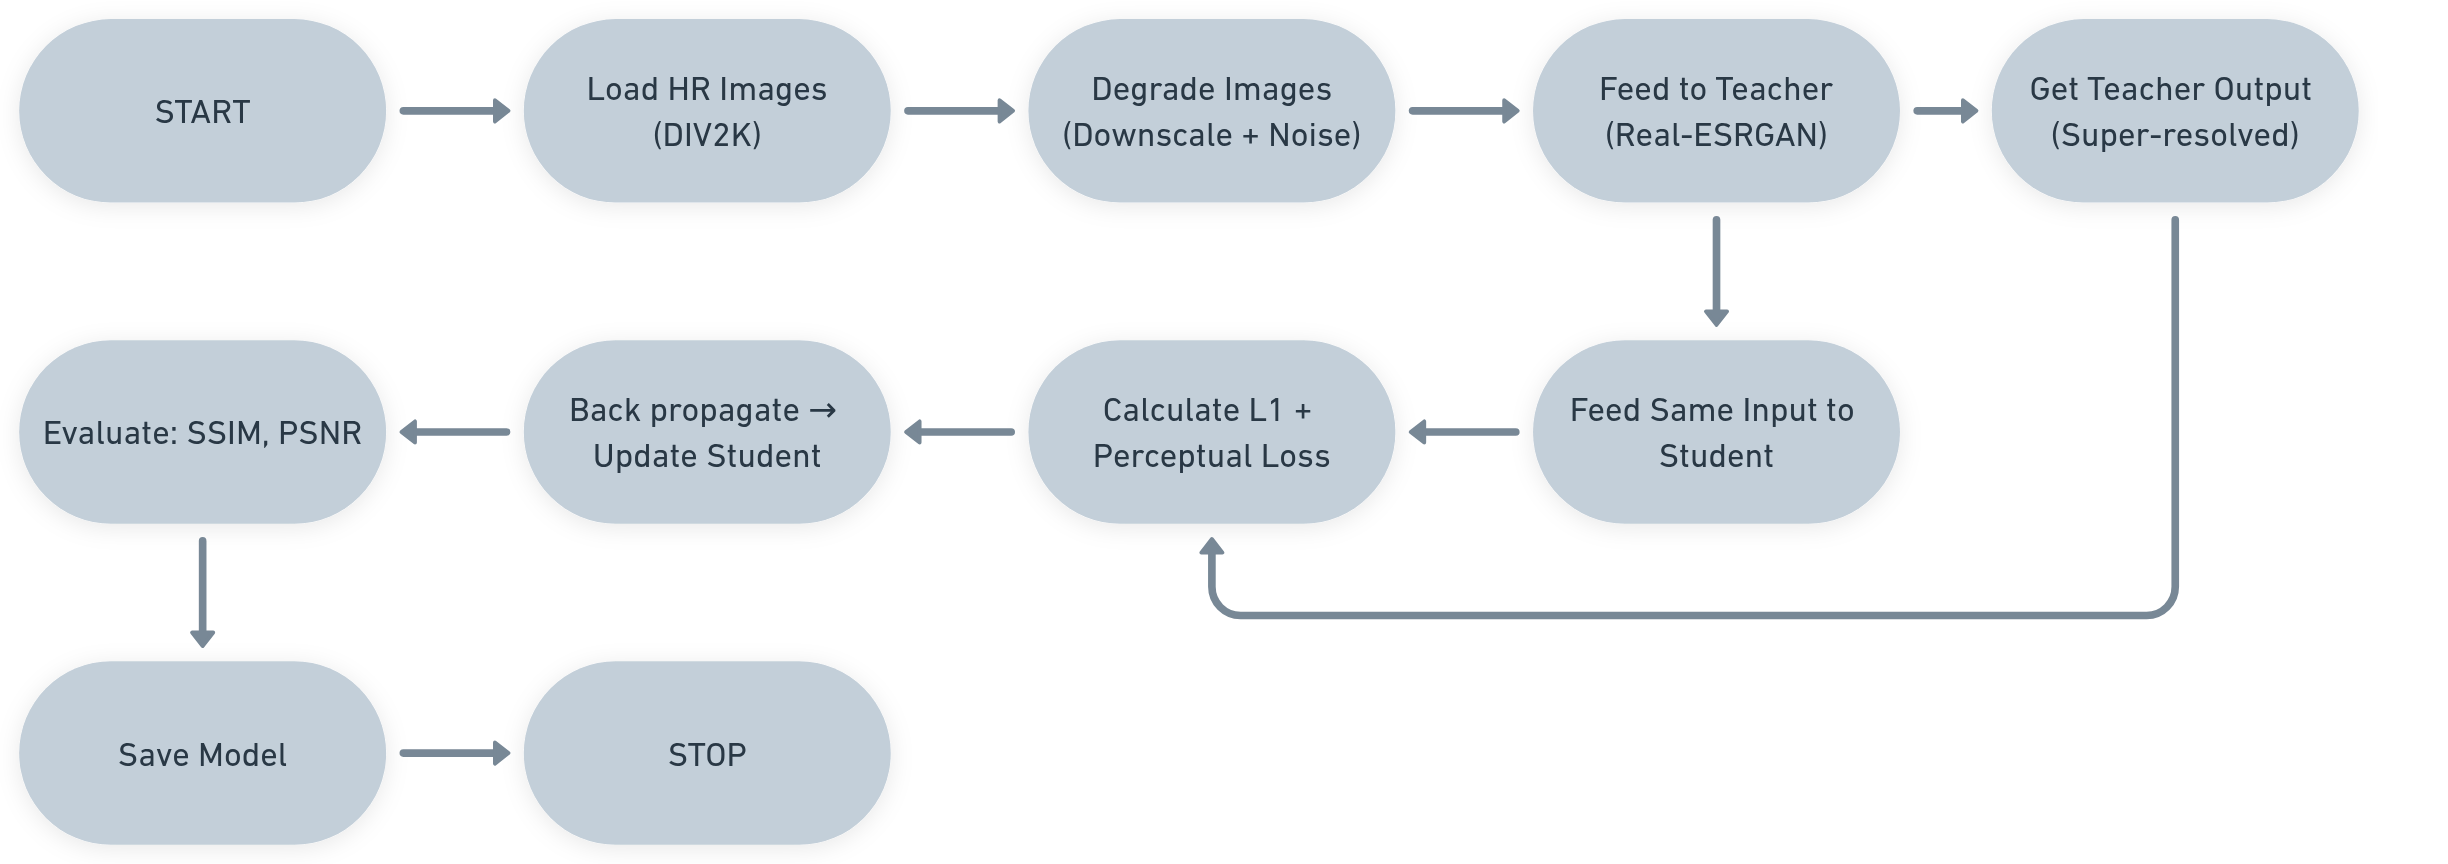 START
Load HR Images
(DIV2K)
Degrade Images
(Downscale + Noise)
Feed to Teacher
(Real-ESRGAN)
Get Teacher Output
(Super-resolved)
Evaluate: SSIM, PSNR
Back propagate →
Update Student
Calculate L1 +
Perceptual Loss
Feed Same Input to
Student
Save Model
STOP